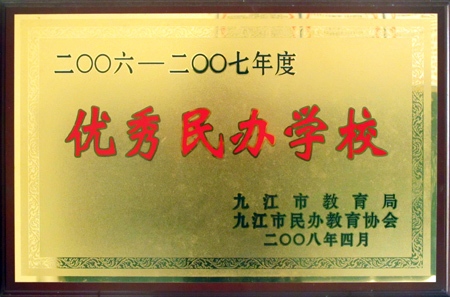 二〇〇六—二〇〇七年度
优秀民办学校
九江市教育局
九江市民办教育协会
二〇〇八年四月